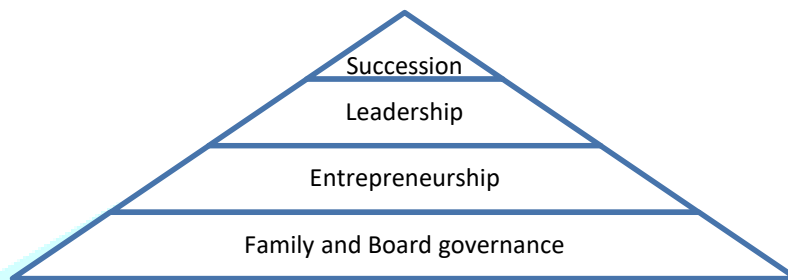 Succession
Leadership
Entrepreneurship
Family and Board governance